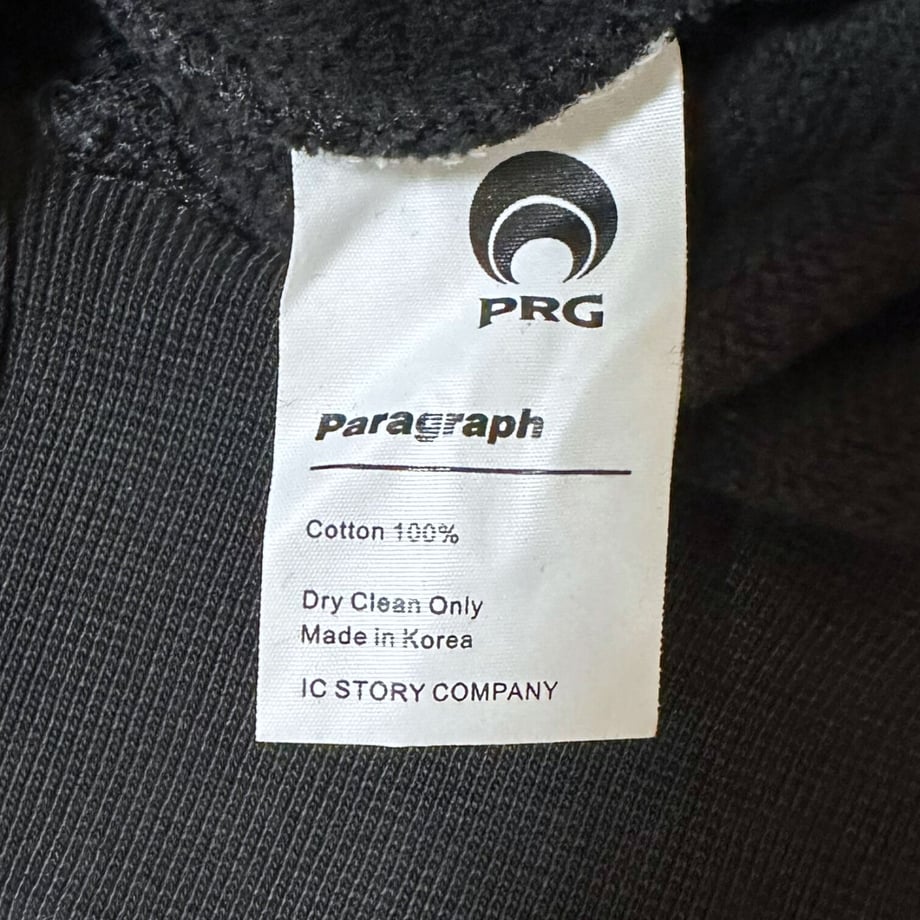 PRG
Paragraph
Cotton 100%
Dry Clean Only
Made in Korea
IC STORY COMPANY